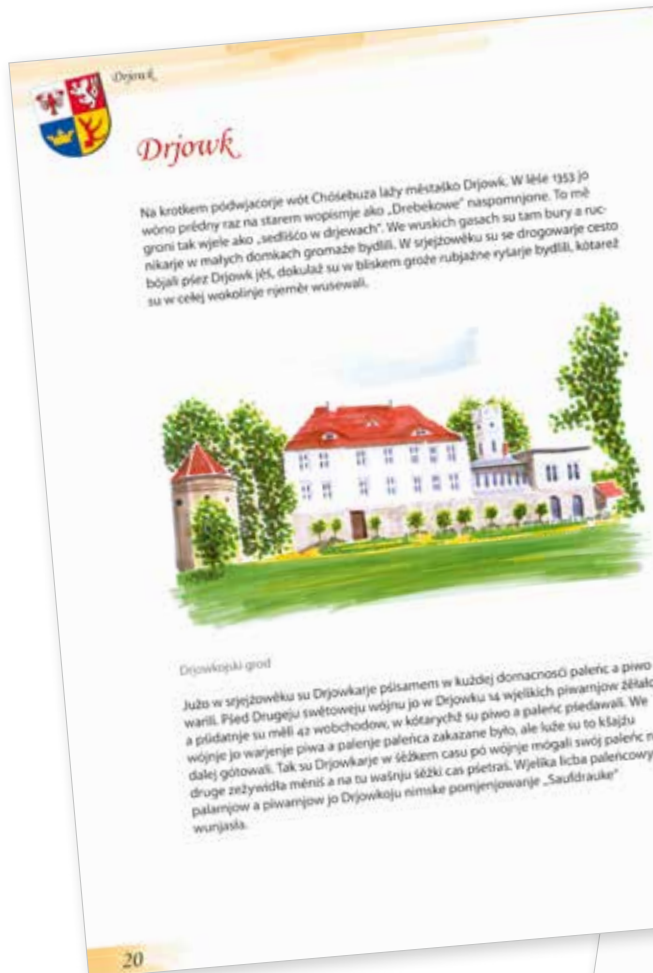 Drjowk
Drjowk
Na krotkem pódwjacorje wót Chóśebuza lažy městaśko Drjowk. W lěśe 1353 jo
wóno prědny raz na starem wopismje ako „Drebekowe“ naspomnjone. To mě
groni tak wjele ako „sedlišćo w drjewach“. We wuskich gasach su tam bury a ruc-
nikarje w małych domkach gromaźe bydlili. W srjejźowěku su se drogowarje cesto
bójali pśez Drjowk jěś, dokulaž su w bliskem groźe rubjažne ryśarje bydlili, kótarež
su w cełej wokolinje njeměr wusewali.
Drjowkojski grod
Južo w srjejźowěku su Drjowkarje pśisamem w kuždej domacnosći paleńc a piwo
warili. Pśed Drugeju swětoweju wójnu jo w Drjowku 14 wjelikich piwarnjow źěłało
a pśidatnje su měli 42 wobchodow, w kótarychž su piwo a paleńc pśedawali. We
wójnje jo warjenje piwa a palenje paleńca zakazane było, ale luźe su to kšajźu
dalej gótowali. Tak su Drjowkarje w śěžkem casu pó wójnje mógali swój paleńc n
druge zežywidła měniś a na tu wašnju śěžki cas pśetraś. Wjelika licba paleńcowy
palarnjow a piwarnjow jo Drjowkoju nimske pomjenjowanje „Saufdrauke“
wunjasła.
20